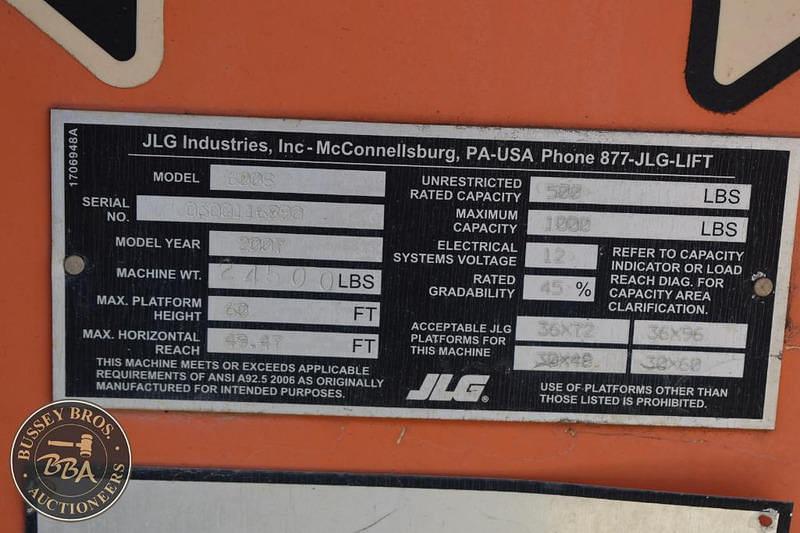 1706948A
JLG Industries, Inc - McConnellsburg, PA-USA Phone 877-JLG-LIFT
MODEL 600S
SERIAL NO.
MODEL YEAR 2007
MACHINE WT. 24500 LBS
MAX. PLATFORM HEIGHT 60 FT
MAX. HORIZONTAL REACH 49.47 FT
THIS MACHINE MEETS OR EXCEEDS APPLICABLE
REQUIREMENTS OF ANSI A92.5 2006 AS ORIGINALLY
MANUFACTURED FOR INTENDED PURPOSES.
UNRESTRICTED RATED CAPACITY 500 LBS
MAXIMUM CAPACITY 1000 LBS
ELECTRICAL SYSTEMS VOLTAGE 12
RATED GRADABILITY 45 %
REFER TO CAPACITY
INDICATOR OR LOAD
REACH DIAG. FOR
CAPACITY AREA
CLARIFICATION.
ACCEPTABLE JLG
PLATFORMS FOR
THIS MACHINE
36X72 36X96
30X48 30X60
JLG®
USE OF PLATFORMS OTHER THAN
THOSE LISTED IS PROHIBITED.
BUSSEY BROS.
BBA
AUCTIONEERS